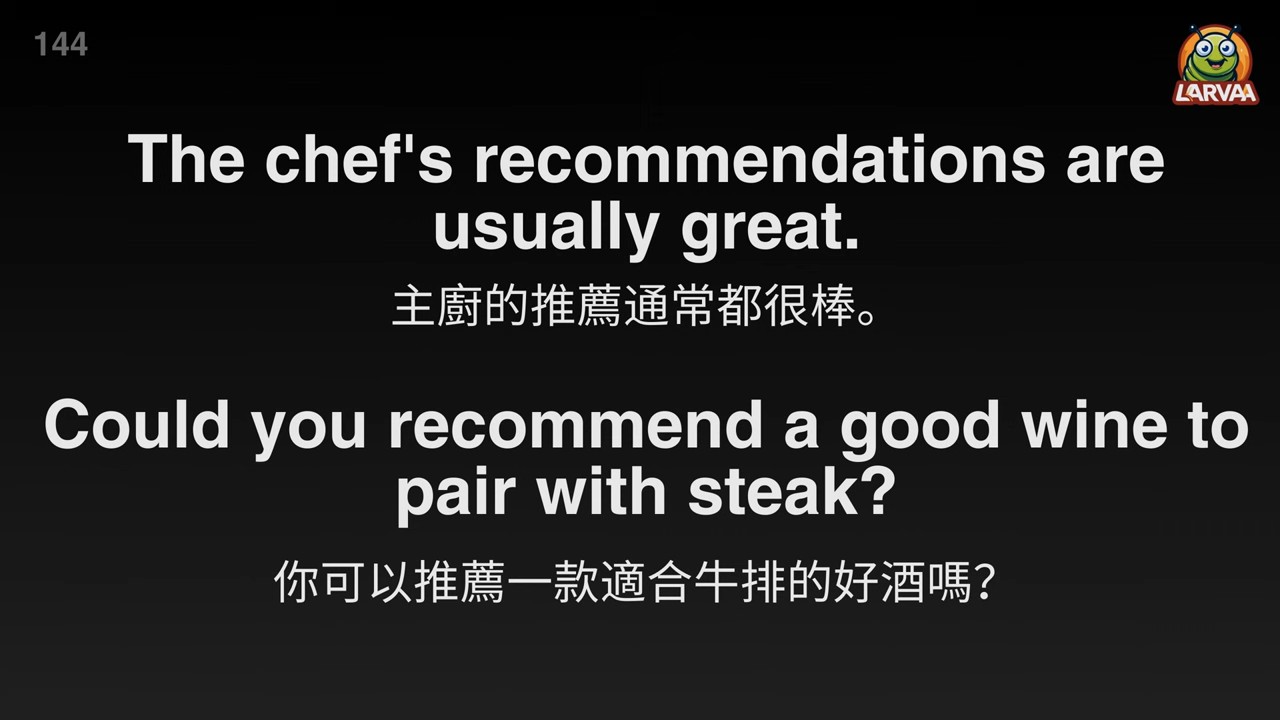 144
LARVAA
The chef's recommendations are
usually great.
主廚的推薦通常都很棒。
Could you recommend a good wine to
pair with steak?
你可以推薦一款適合牛排的好酒嗎？